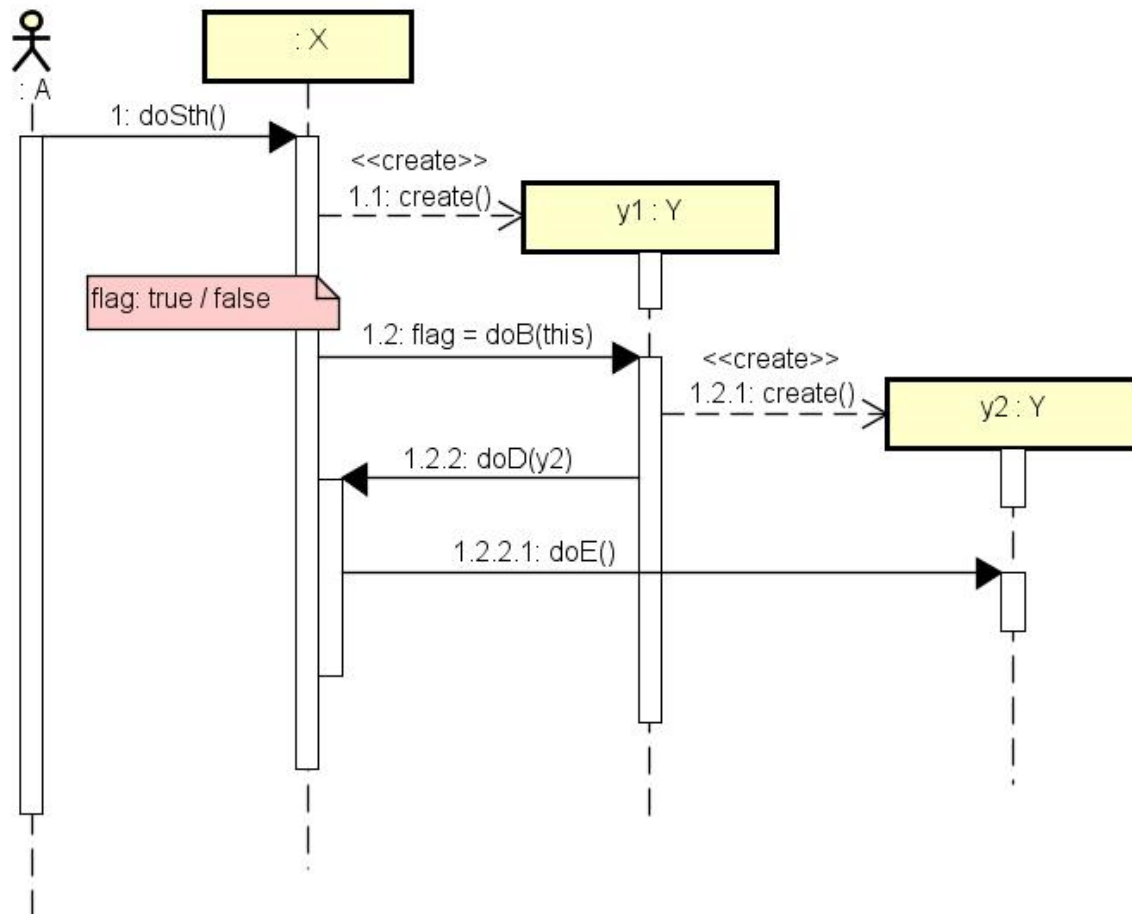 : X
: A
1: doSth()
<<create>>
1.1: create()
y1 : Y
flag: true / false
1.2: flag = doB(this)
<<create>>
1.2.1: create()
y2 : Y
1.2.2: doD(y2)
1.2.2.1: doE()